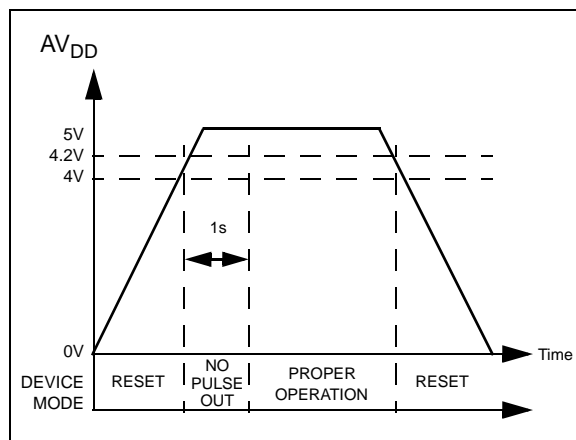 AVDD
5V
4.2V
4V
1s
0V
Time
DEVICE MODE
RESET
NO PULSE OUT
PROPER OPERATION
RESET